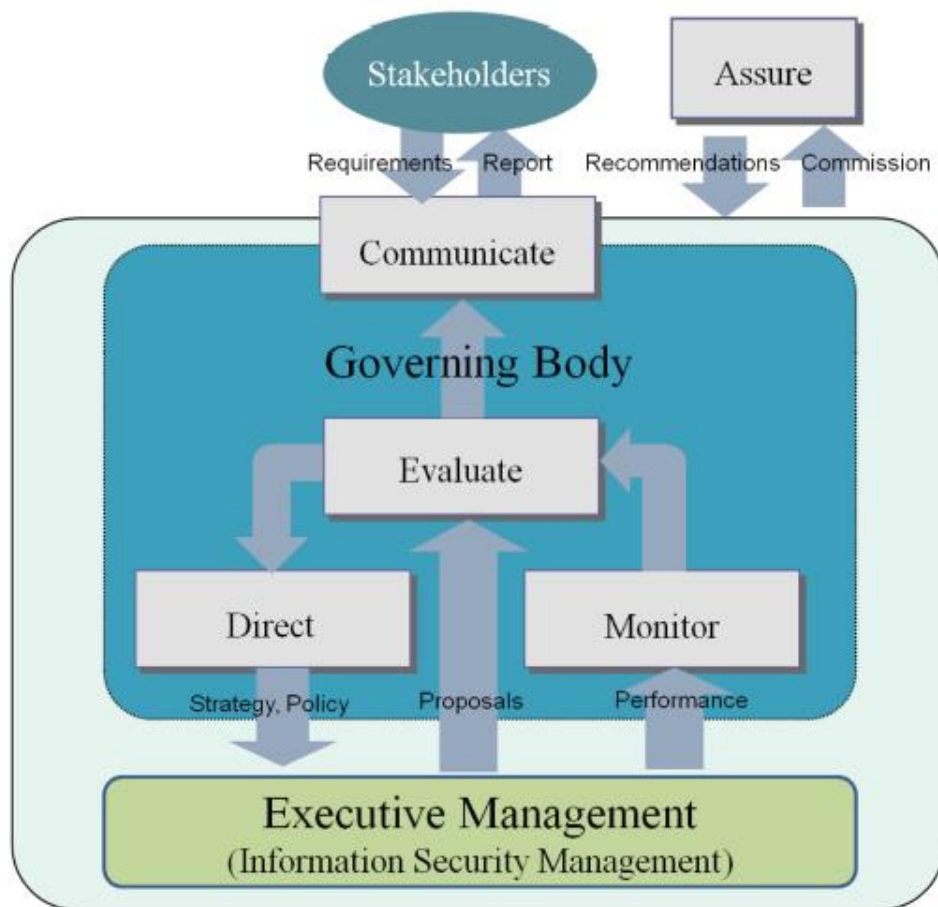 Stakeholders
Assure
Requirements
Report
Recommendations
Commission
Communicate
Governing Body
Evaluate
Direct
Monitor
Strategy, Policy
Proposals
Performance
Executive Management
(Information Security Management)